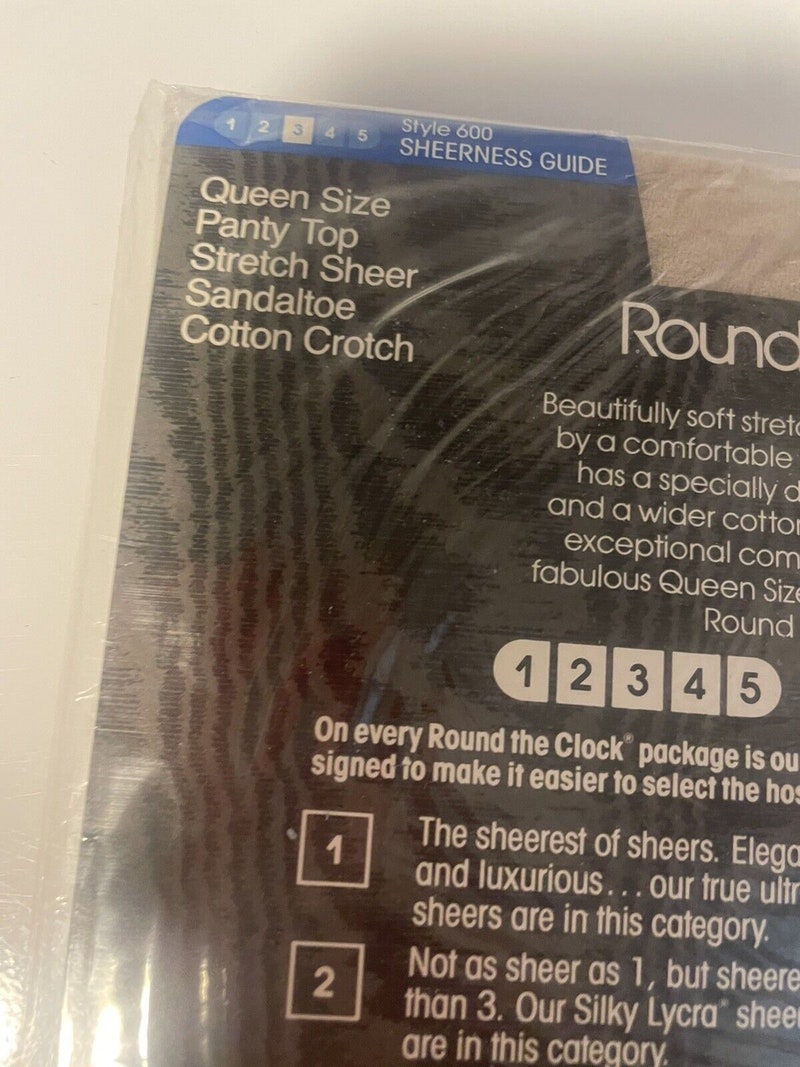 1 2 3 4 5 Style 600
SHEERNESS GUIDE
Queen Size
Panty Top
Stretch Sheer
Sandaltoe
Cotton Crotch
Round
Beautifully soft
by a comfortable
has a specially
and a wider
exceptional
fabulous Queen
Round
1 2 3 4 5
On every Round the Clock® package is
signed to make it easier to select the
1 The sheerest of sheers.
and luxurious... our true
sheers are in this category.
2 Not as sheer as 1, but
than 3. Our Silky Lycra®
are in this category.